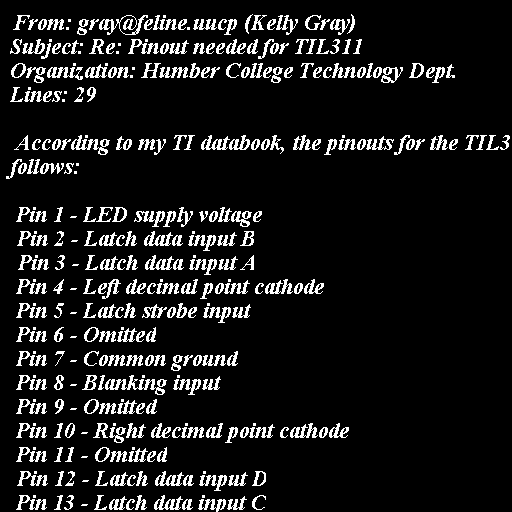 From: gray@feline.uucp (Kelly Gray)
Subject: Re: Pinout needed for TIL311
Organization: Humber College Technology Dept.
Lines: 29
According to my TI databook, the pinouts for the TIL3
follows:
Pin 1 - LED supply voltage
Pin 2 - Latch data input B
Pin 3 - Latch data input A
Pin 4 - Left decimal point cathode
Pin 5 - Latch strobe input
Pin 6 - Omitted
Pin 7 - Common ground
Pin 8 - Blanking input
Pin 9 - Omitted
Pin 10 - Right decimal point cathode
Pin 11 - Omitted
Pin 12 - Latch data input D
Pin 13 - Latch data input C